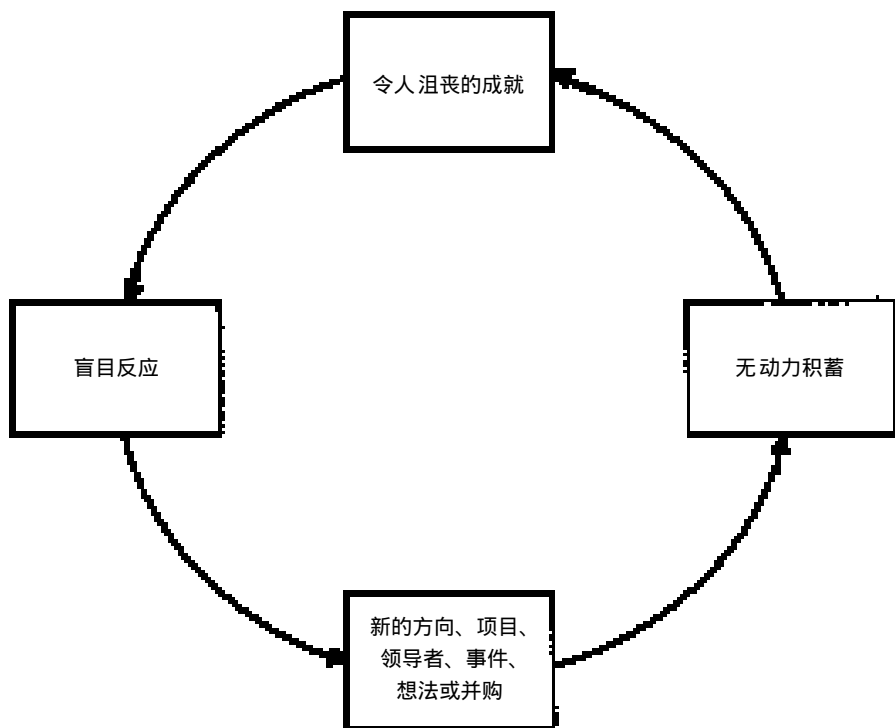 令人沮丧的成就
盲目反应
无动力积蓄
新的方向、项目、
领导者、事件、
想法或并购